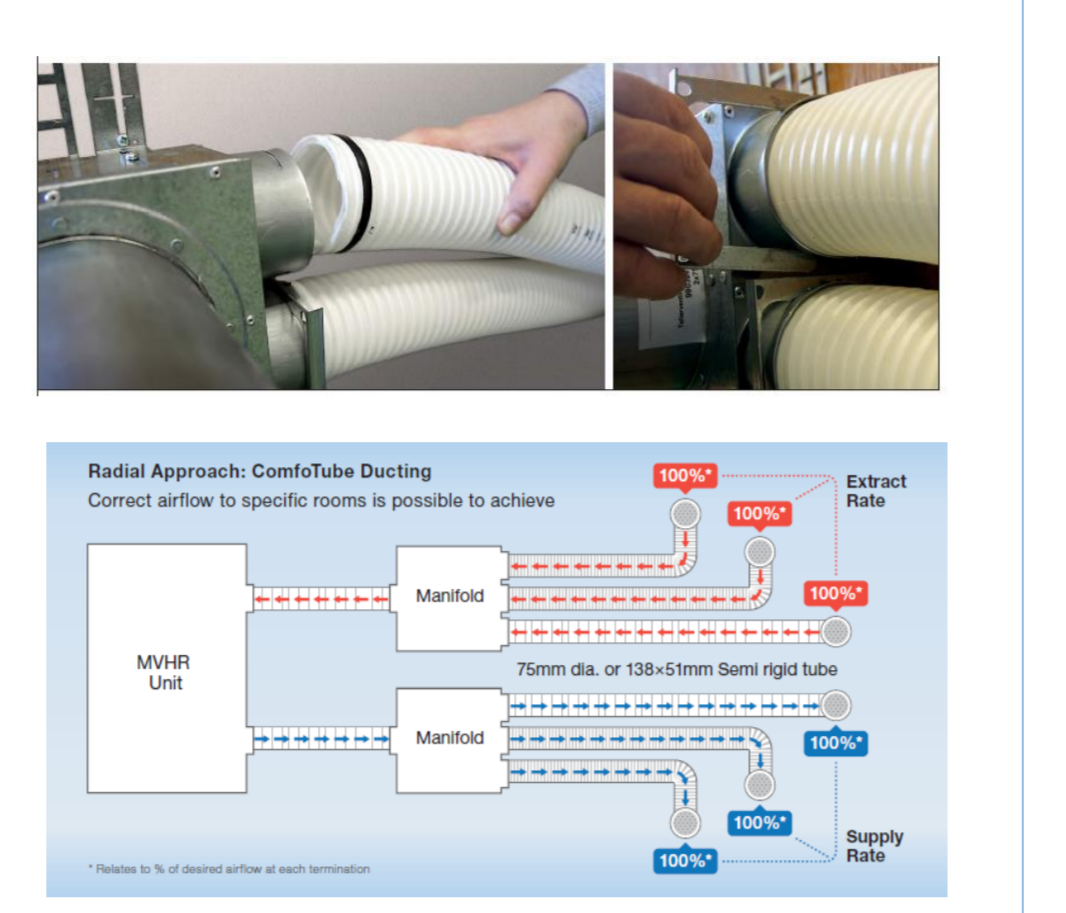 Radial Approach: ComfoTube Ducting
Correct airflow to specific rooms is possible to achieve
100%*
Extract
Rate
100%*
100%*
Manifold
75mm dia. or 138×51mm Semi rigid tube
MVHR
Unit
Manifold
100%*
100%*
Supply
Rate
100%*
* Relates to % of desired airflow at each termination